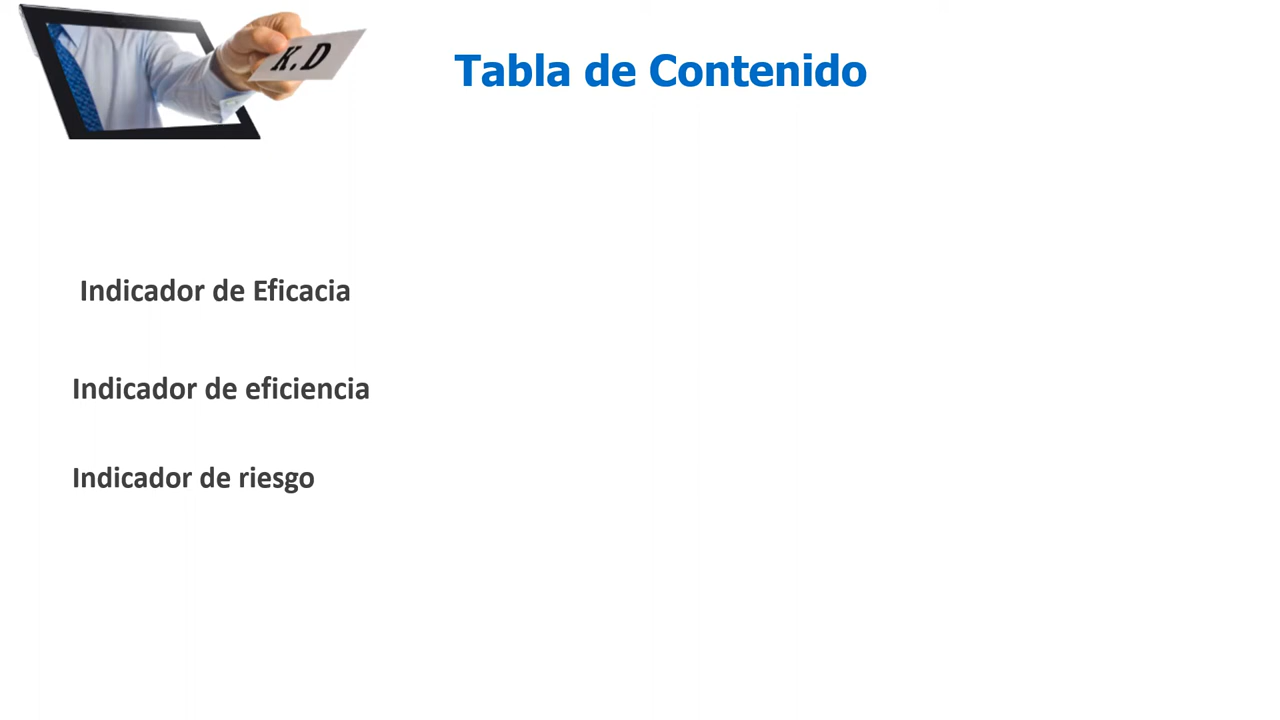 K.D
Tabla de Contenido
Indicador de Eficacia
Indicador de eficiencia
Indicador de riesgo